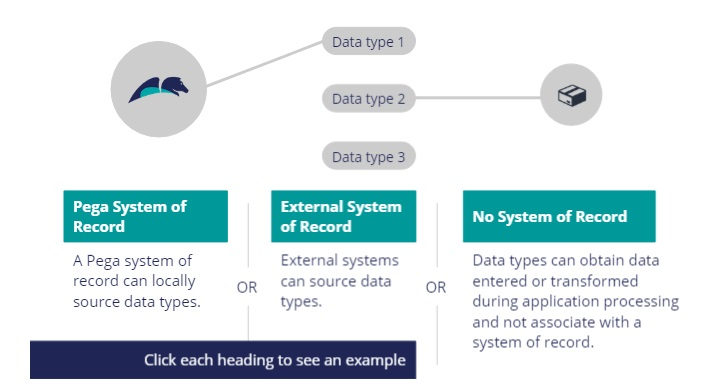 Data type 1
Data type 2
Data type 3
Pega System of
Record
A Pega system of
record can locally
source data types.
OR
External System
of Record
External systems
can source data
types.
OR
No System of Record
Data types can obtain data
entered or transformed
during application processing
and not associate with a
system of record.
Click each heading to see an example